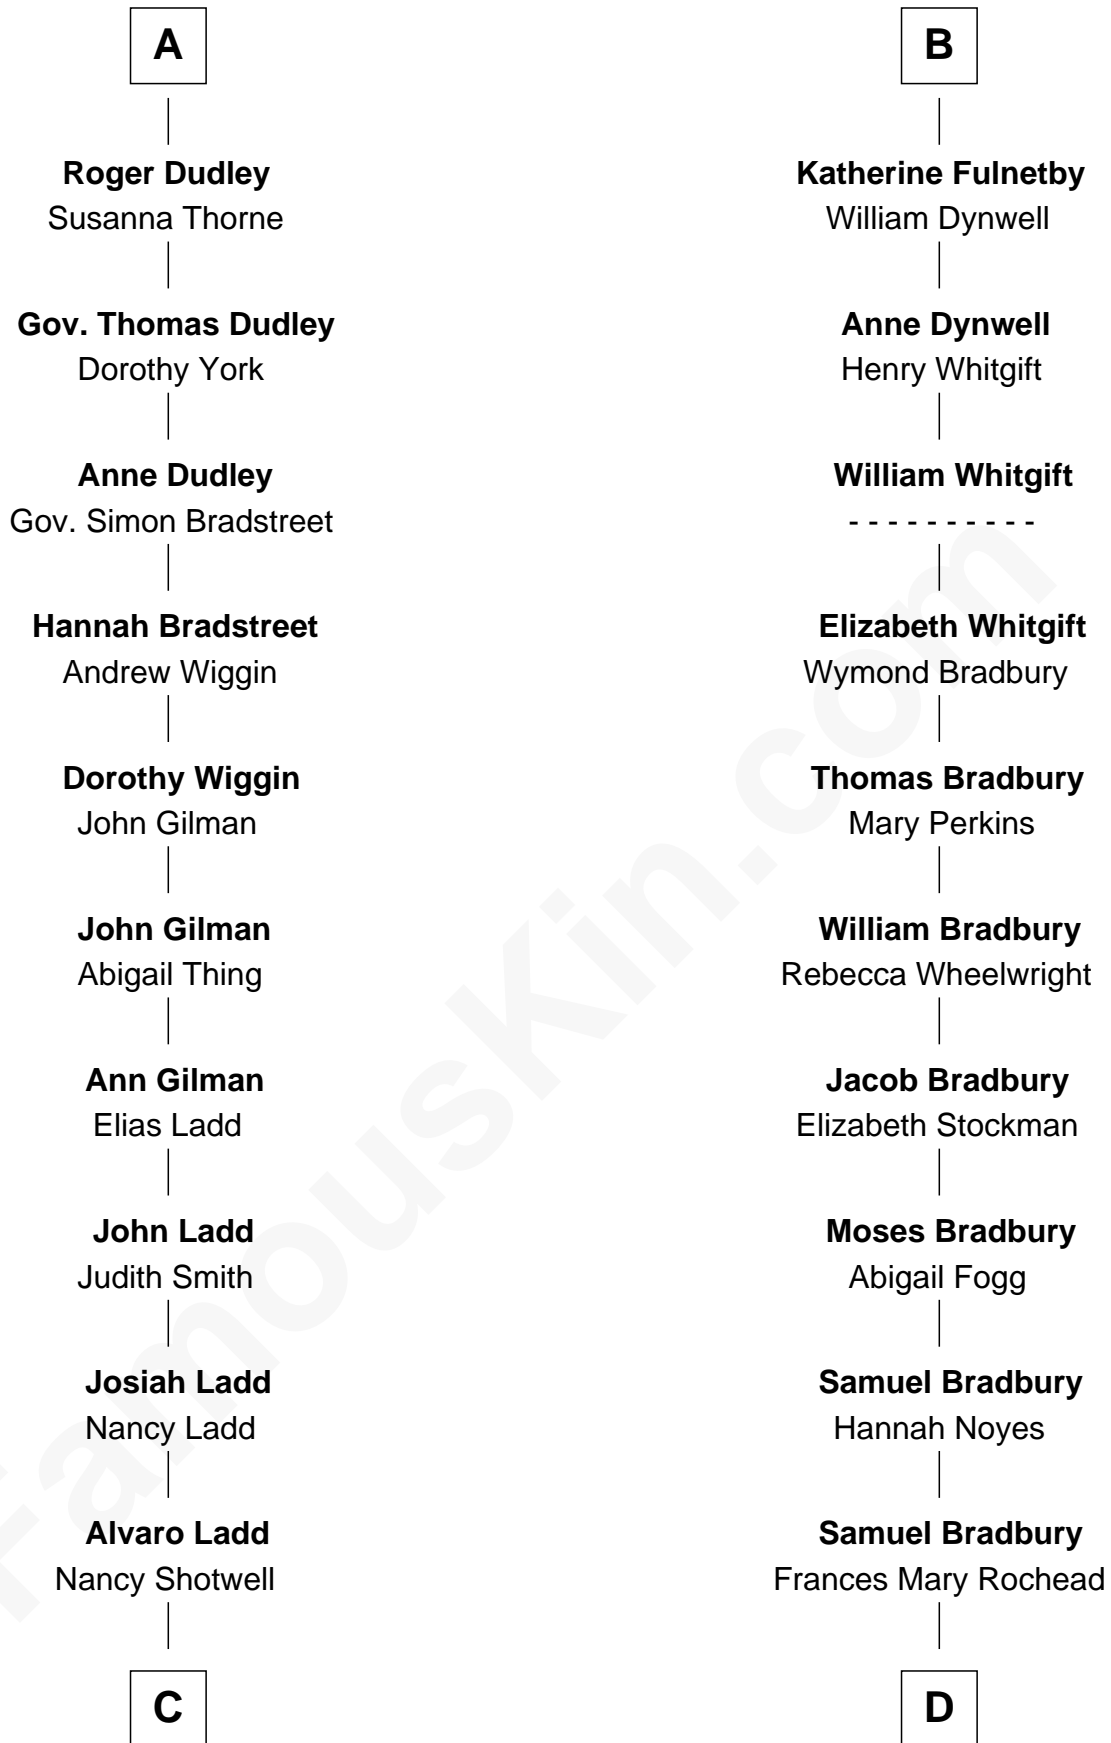 A
Roger Dudley
Susanna Thorne
Gov. Thomas Dudley
Dorothy York
Anne Dudley
Gov. Simon Bradstreet
Hannah Bradstreet
Andrew Wiggin
Dorothy Wiggin
John Gilman
John Gilman
Abigail Thing
Ann Gilman
Elias Ladd
John Ladd
Judith Smith
Josiah Ladd
Nancy Ladd
Alvaro Ladd
Nancy Shotwell
C
B
Katherine Fulnetby
William Dynwell
Anne Dynwell
Henry Whitgift
William Whitgift
- - - - - - - - - -
Elizabeth Whitgift
Wymond Bradbury
Thomas Bradbury
Mary Perkins
William Bradbury
Rebecca Wheelwright
Jacob Bradbury
Elizabeth Stockman
Moses Bradbury
Abigail Fogg
Samuel Bradbury
Hannah Noyes
Samuel Bradbury
Frances Mary Rochead
D
FamousKin.com